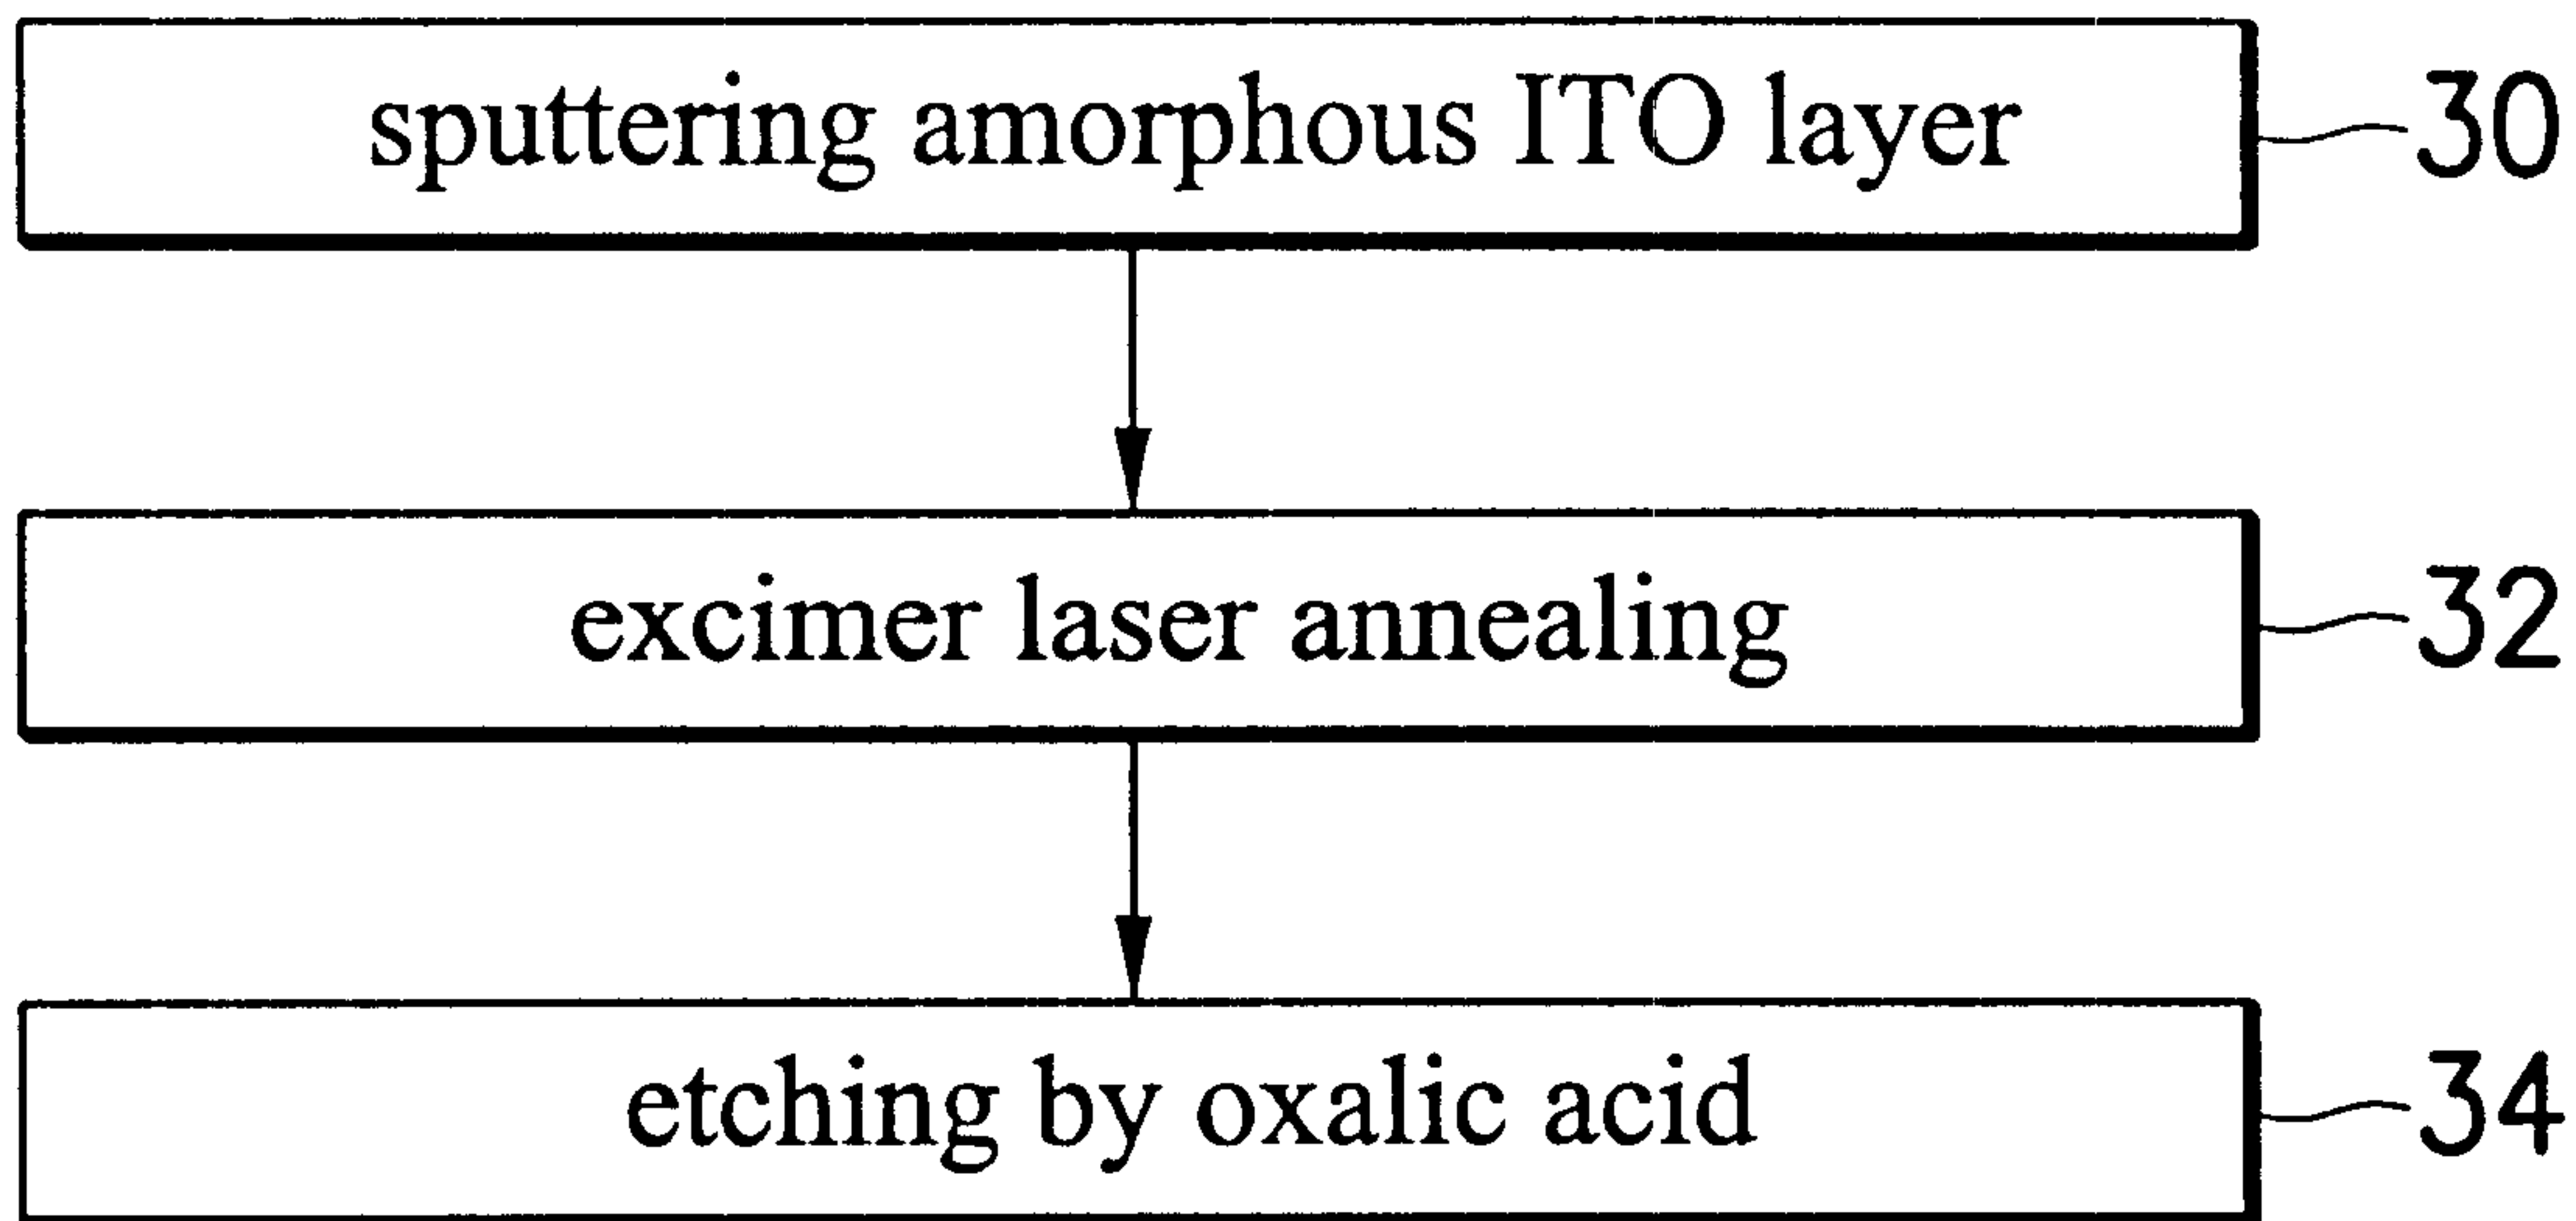 sputtering amorphous ITO layer 30
excimer laser annealing 32
etching by oxalic acid 34